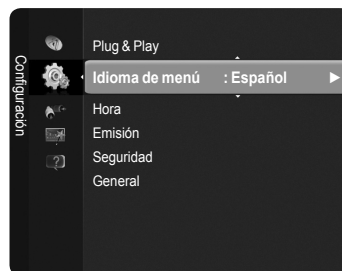 Configuración
Plug & Play
Idioma de menú : Español ►
Hora
Emisión
Seguridad
General